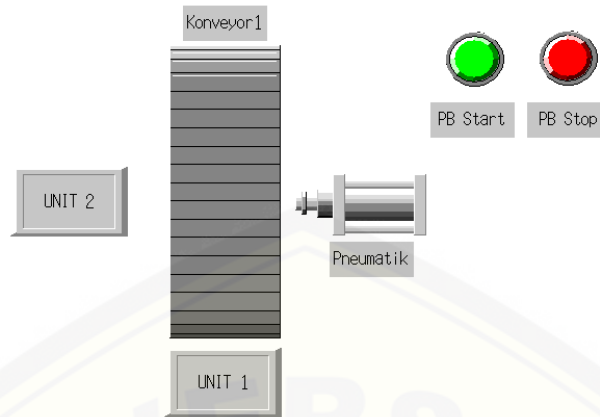 Konveyor1
PB Start
PB Stop
UNIT 2
Pneumatik
UNIT 1